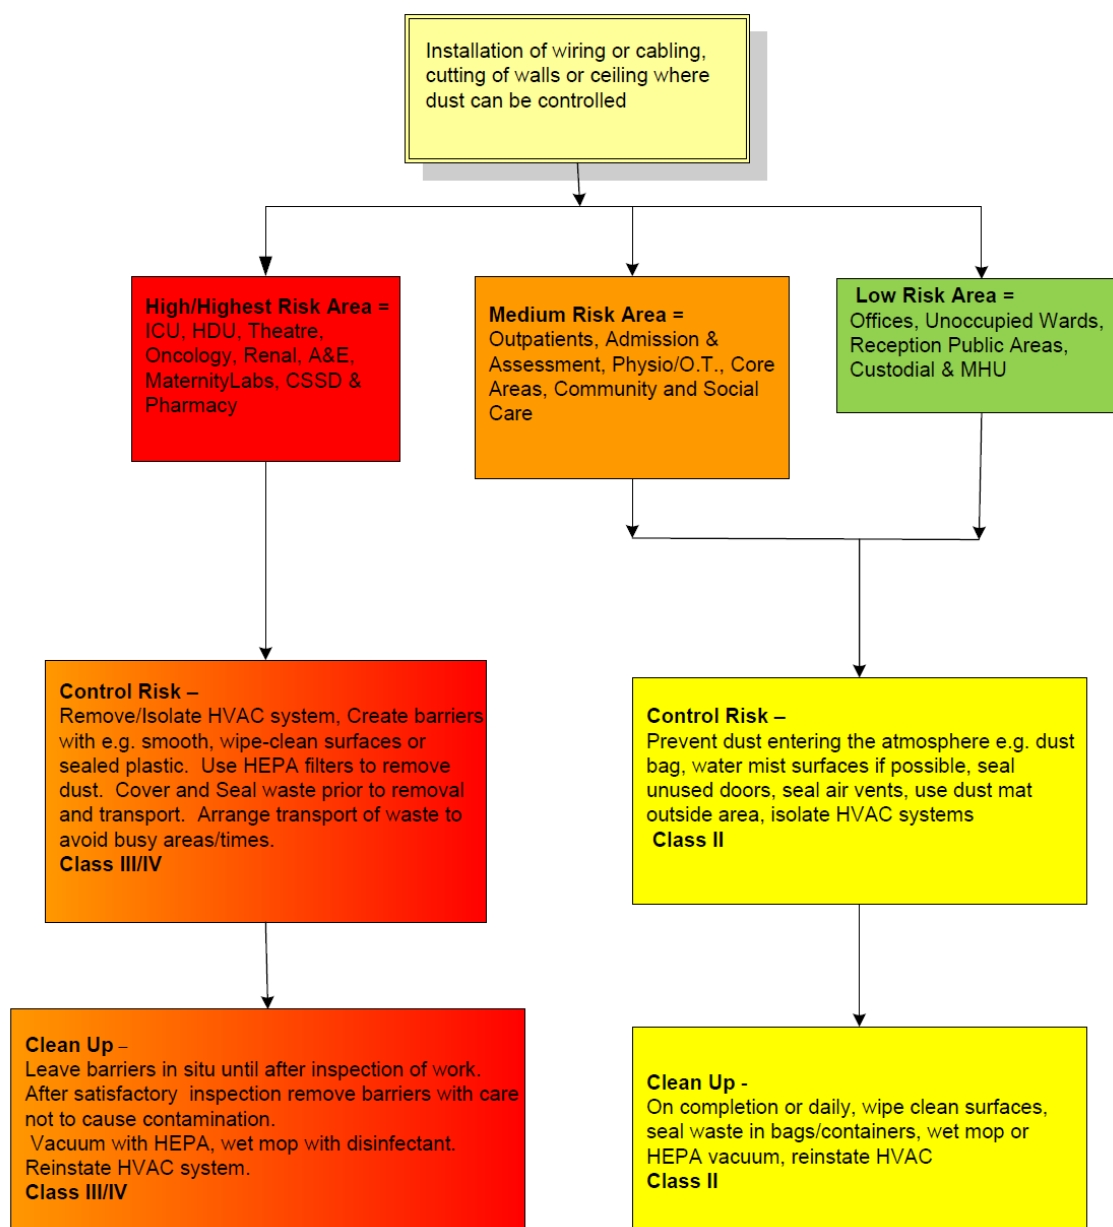 Installation of wiring or cabling,
cutting of walls or ceiling where
dust can be controlled
High/Highest Risk Area =
ICU, HDU, Theatre,
Oncology, Renal, A&E,
MaternityLabs, CSSD &
Pharmacy
Medium Risk Area =
Outpatients, Admission &
Assessment, Physio/O.T., Core
Areas, Community and Social
Care
Low Risk Area =
Offices, Unoccupied Wards,
Reception Public Areas,
Custodial & MHU
Control Risk –
Remove/Isolate HVAC system, Create barriers
with e.g. smooth, wipe-clean surfaces or
sealed plastic. Use HEPA filters to remove
dust. Cover and Seal waste prior to removal
and transport. Arrange transport of waste to
avoid busy areas/times.
Class III/IV
Control Risk –
Prevent dust entering the atmosphere e.g. dust
bag, water mist surfaces if possible, seal
unused doors, seal air vents, use dust mat
outside area, isolate HVAC systems
Class II
Clean Up –
Leave barriers in situ until after inspection of work.
After satisfactory inspection remove barriers with care
not to cause contamination.
Vacuum with HEPA, wet mop with disinfectant.
Reinstate HVAC system.
Class III/IV
Clean Up -
On completion or daily, wipe clean surfaces,
seal waste in bags/containers, wet mop or
HEPA vacuum, reinstate HVAC
Class II